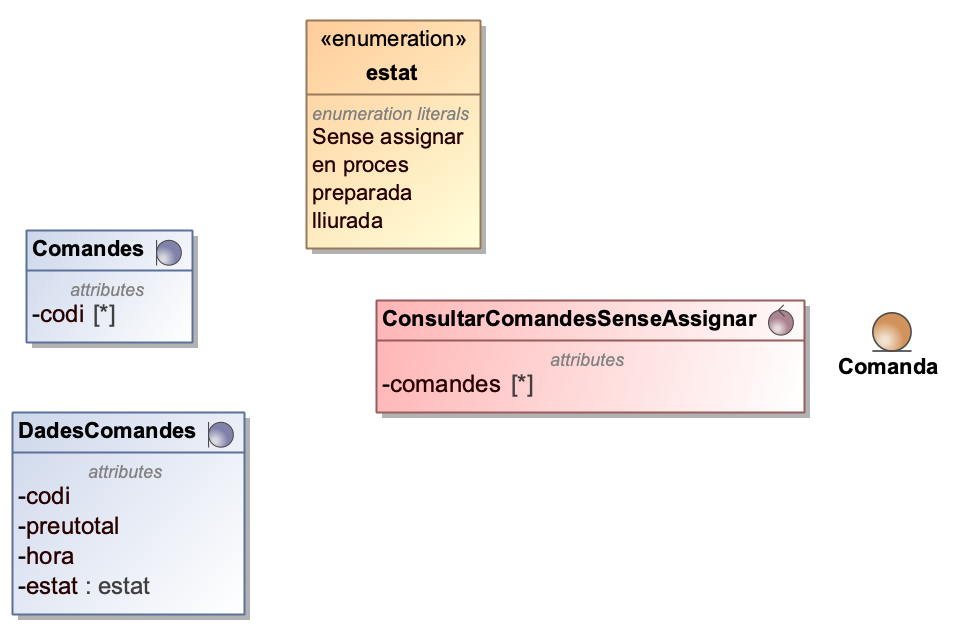 «enumeration»
estat
enumeration literals
Sense assignar
en proces
preparada
lliurada
Comandes
attributes
-codi [*]
ConsultarComandesSenseAssignar
attributes
-comandes [*]
Comanda
DadesComandes
attributes
-codi
-preutotal
-hora
-estat : estat